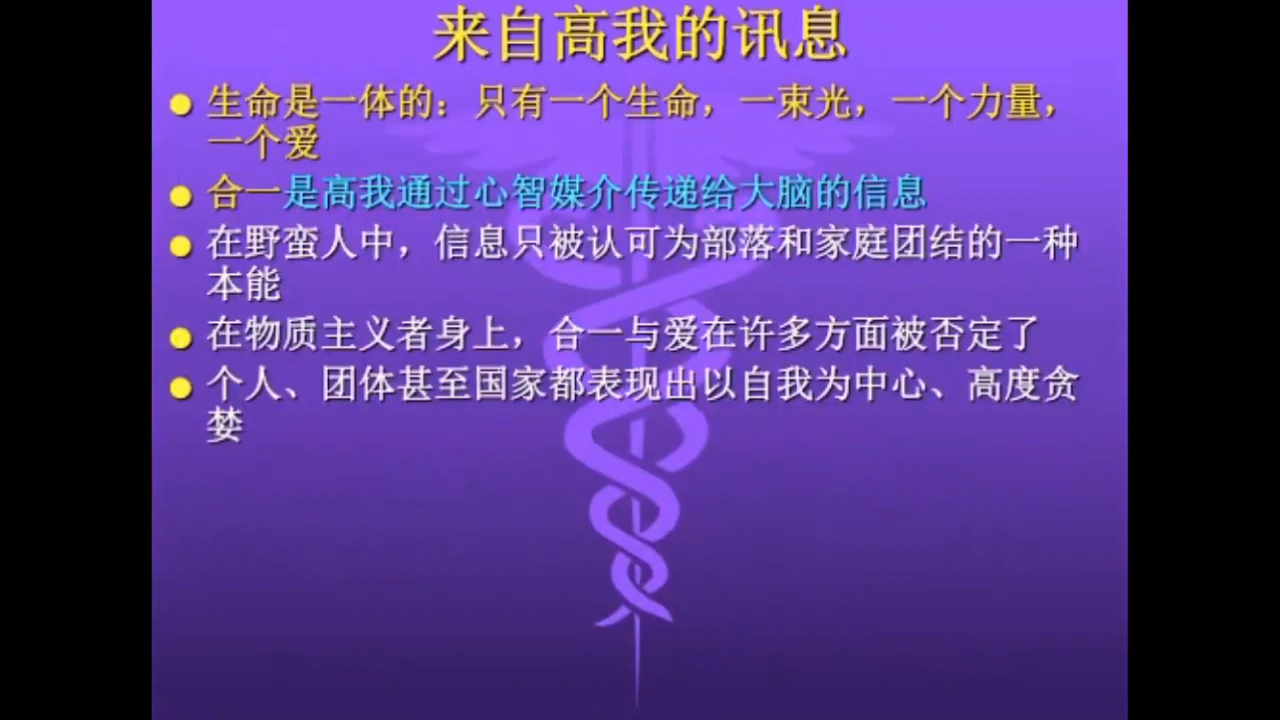 来自高我的讯息
生命是一体的：只有一个生命，一束光，一个力量，
一个爱
合一是高我通过心智媒介传递给大脑的信息
在野蛮人中，信息只被认可为部落和家庭团结的一种
本能
在物质主义者身上，合一与爱在许多方面被否定了
个人、团体甚至国家都表现出以自我为中心、高度贪
婪